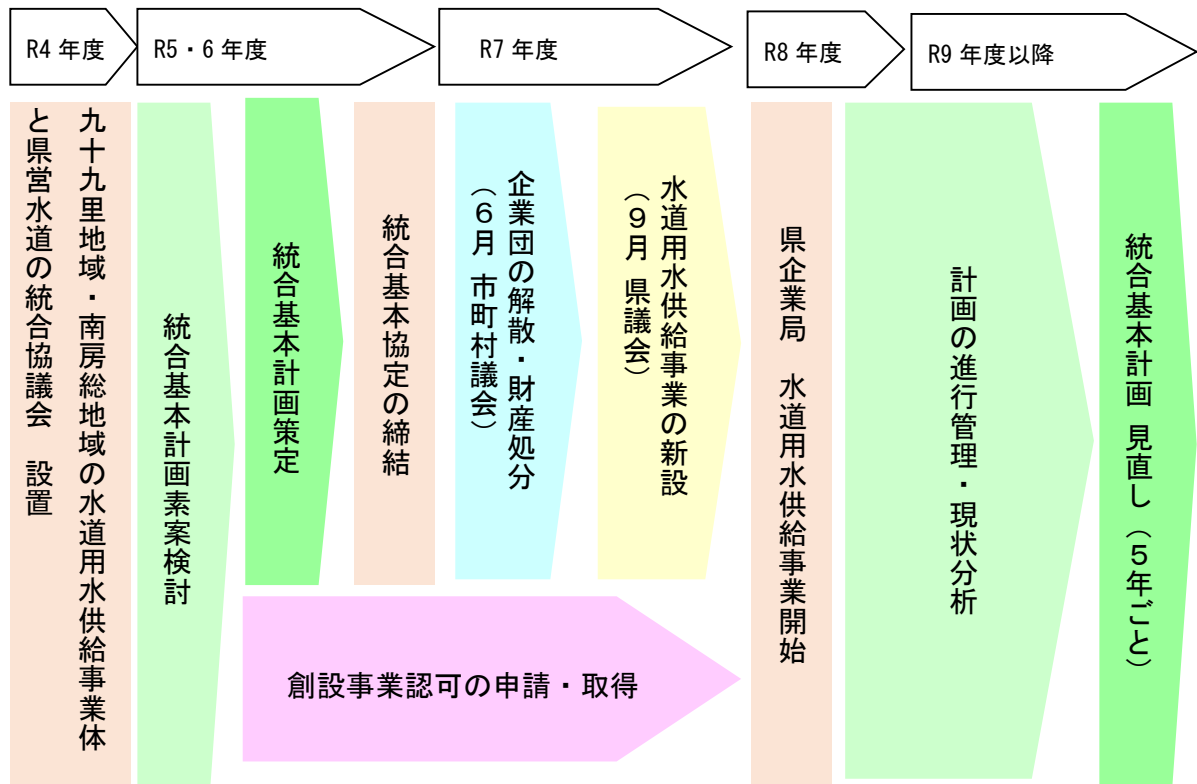 R4 年度
R5・6 年度
R7 年度
R8 年度
R9 年度以降
九十九里地域・南房総地域の水道用水供給事業体
と県営水道の統合協議会　設置
統合基本計画素案検討
統合基本計画策定
統合基本協定の締結
企業団の解散・財産処分
（６月 市町村議会）
水道用水供給事業の新設
（９月 県議会）
創設事業認可の申請・取得
県企業局　水道用水供給事業開始
計画の進行管理・現状分析
統合基本計画 見直し（５年ごと）